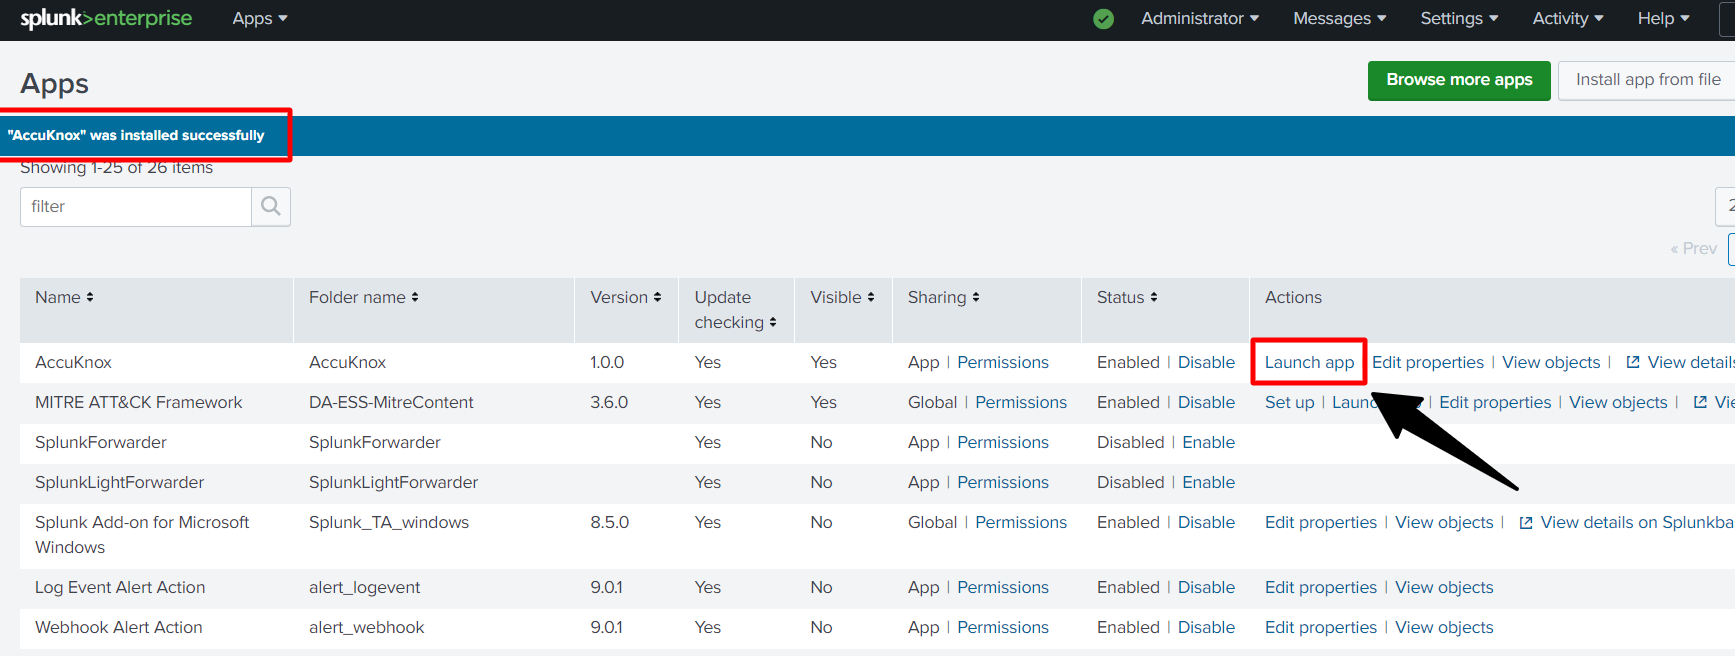 splunk>enterprise Apps Administrator Messages Settings Activity Help
Apps
Browse more apps Install app from file
"AccuKnox" was installed successfully
Showing 1-25 of 26 items
filter
« Prev
Name Folder name Version Update checking Visible Sharing Status Actions
AccuKnox AccuKnox 1.0.0 Yes Yes App | Permissions Enabled | Disable Launch app Edit properties | View objects | View details
MITRE ATT&CK Framework DA-ESS-MitreContent 3.6.0 Yes Yes Global | Permissions Enabled | Disable Set up | | Edit properties | View objects |
SplunkForwarder SplunkForwarder Yes No App | Permissions Disabled | Enable
SplunkLightForwarder SplunkLightForwarder Yes No App | Permissions Disabled | Enable
Splunk Add-on for Microsoft Windows Splunk_TA_windows 8.5.0 Yes No Global | Permissions Enabled | Disable Edit properties | View objects | View details on Splunkba
Log Event Alert Action alert_logevent 9.0.1 Yes No App | Permissions Enabled | Disable Edit properties | View objects
Webhook Alert Action alert_webhook 9.0.1 Yes No App | Permissions Enabled | Disable Edit properties | View objects